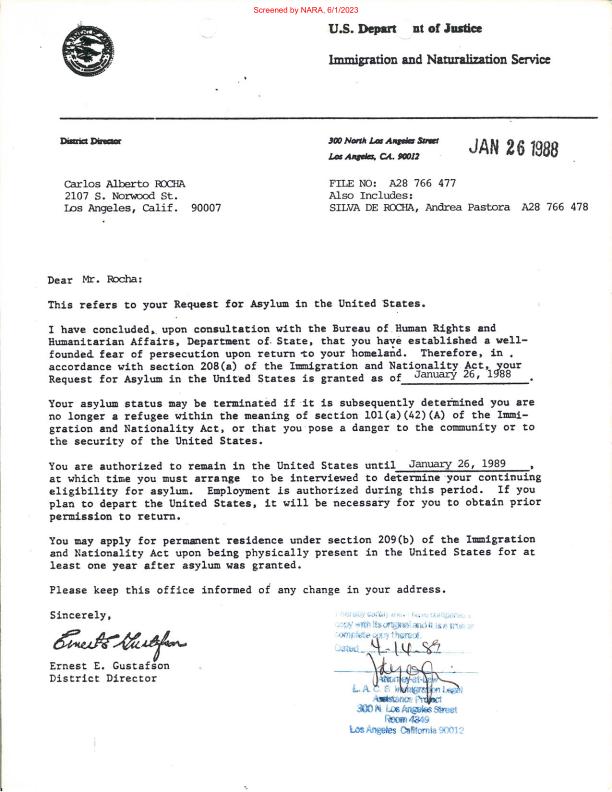 Screened by NARA, 6/1/2023
U.S. Depart nt of Justice
Immigration and Naturalization Service
District Director
300 North Los Angeles Street
Los Angeles, CA. 90012
JAN 26 1988
Carlos Alberto ROCHA
2107 S. Norwood St.
Los Angeles, Calif. 90007
FILE NO: A28 766 477
Also Includes:
SILVA DE ROCHA, Andrea Pastora A28 766 478
Dear Mr. Rocha:
This refers to your Request for Asylum in the United States.
I have concluded, upon consultation with the Bureau of Human Rights and
Humanitarian Affairs, Department of State, that you have established a well-
founded fear of persecution upon return to your homeland. Therefore, in
accordance with section 208(a) of the Immigration and Nationality Act, your
Request for Asylum in the United States is granted as of January 26, 1988.
Your asylum status may be terminated if it is subsequently determined you are
no longer a refugee within the meaning of section 101(a)(42)(A) of the Immi-
gration and Nationality Act, or that you pose a danger to the community or to
the security of the United States.
You are authorized to remain in the United States until January 26, 1989,
at which time you must arrange to be interviewed to determine your continuing
eligibility for asylum. Employment is authorized during this period. If you
plan to depart the United States, it will be necessary for you to obtain prior
permission to return.
You may apply for permanent residence under section 209(b) of the Immigration
and Nationality Act upon being physically present in the United States for at
least one year after asylum was granted.
Please keep this office informed of any change in your address.
Sincerely,
Ernest E. Gustafson
Ernest E. Gustafson
District Director
copy with its original and it is a true
complete copy thereof.
Dated 4-14-89
Attorney-at-Law
L. A. C. B Immigration Legal
Assistance Project
300 N Los Angeles Street
Room 4349
Los Angeles California 90012